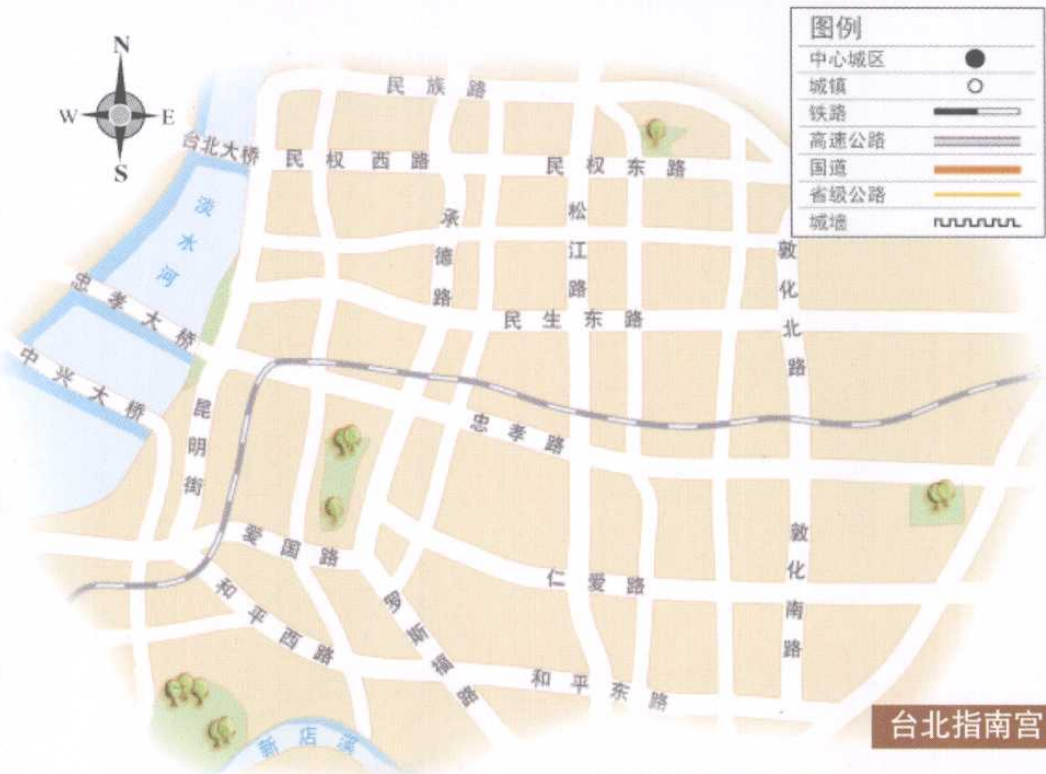 N
W E
S
图例
中心城区
城镇
铁路
高速公路
国道
省级公路
城墙
民族路
台北大桥
民权西路
民权东路
淡水河
承德路
松江路
敦化北路
忠孝大桥
民生东路
中兴大桥
昆明街
忠孝路
爱国路
敦化南路
仁爱路
和平西路
罗斯福路
和平东路
新店溪
台北指南宫